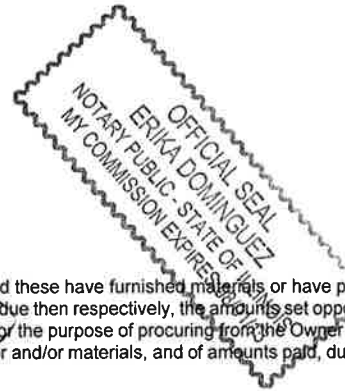 OFFICIAL SEAL
ERIKA DOMINGUEZ
NOTARY PUBLIC - STATE OF ILLINOIS
MY COMMISSION EXPIRES
d these have furnished materials or have p
due then respectively, the amounts set oppo
or the purpose of procuring from the Owner
r and/or materials, and of amounts paid, du